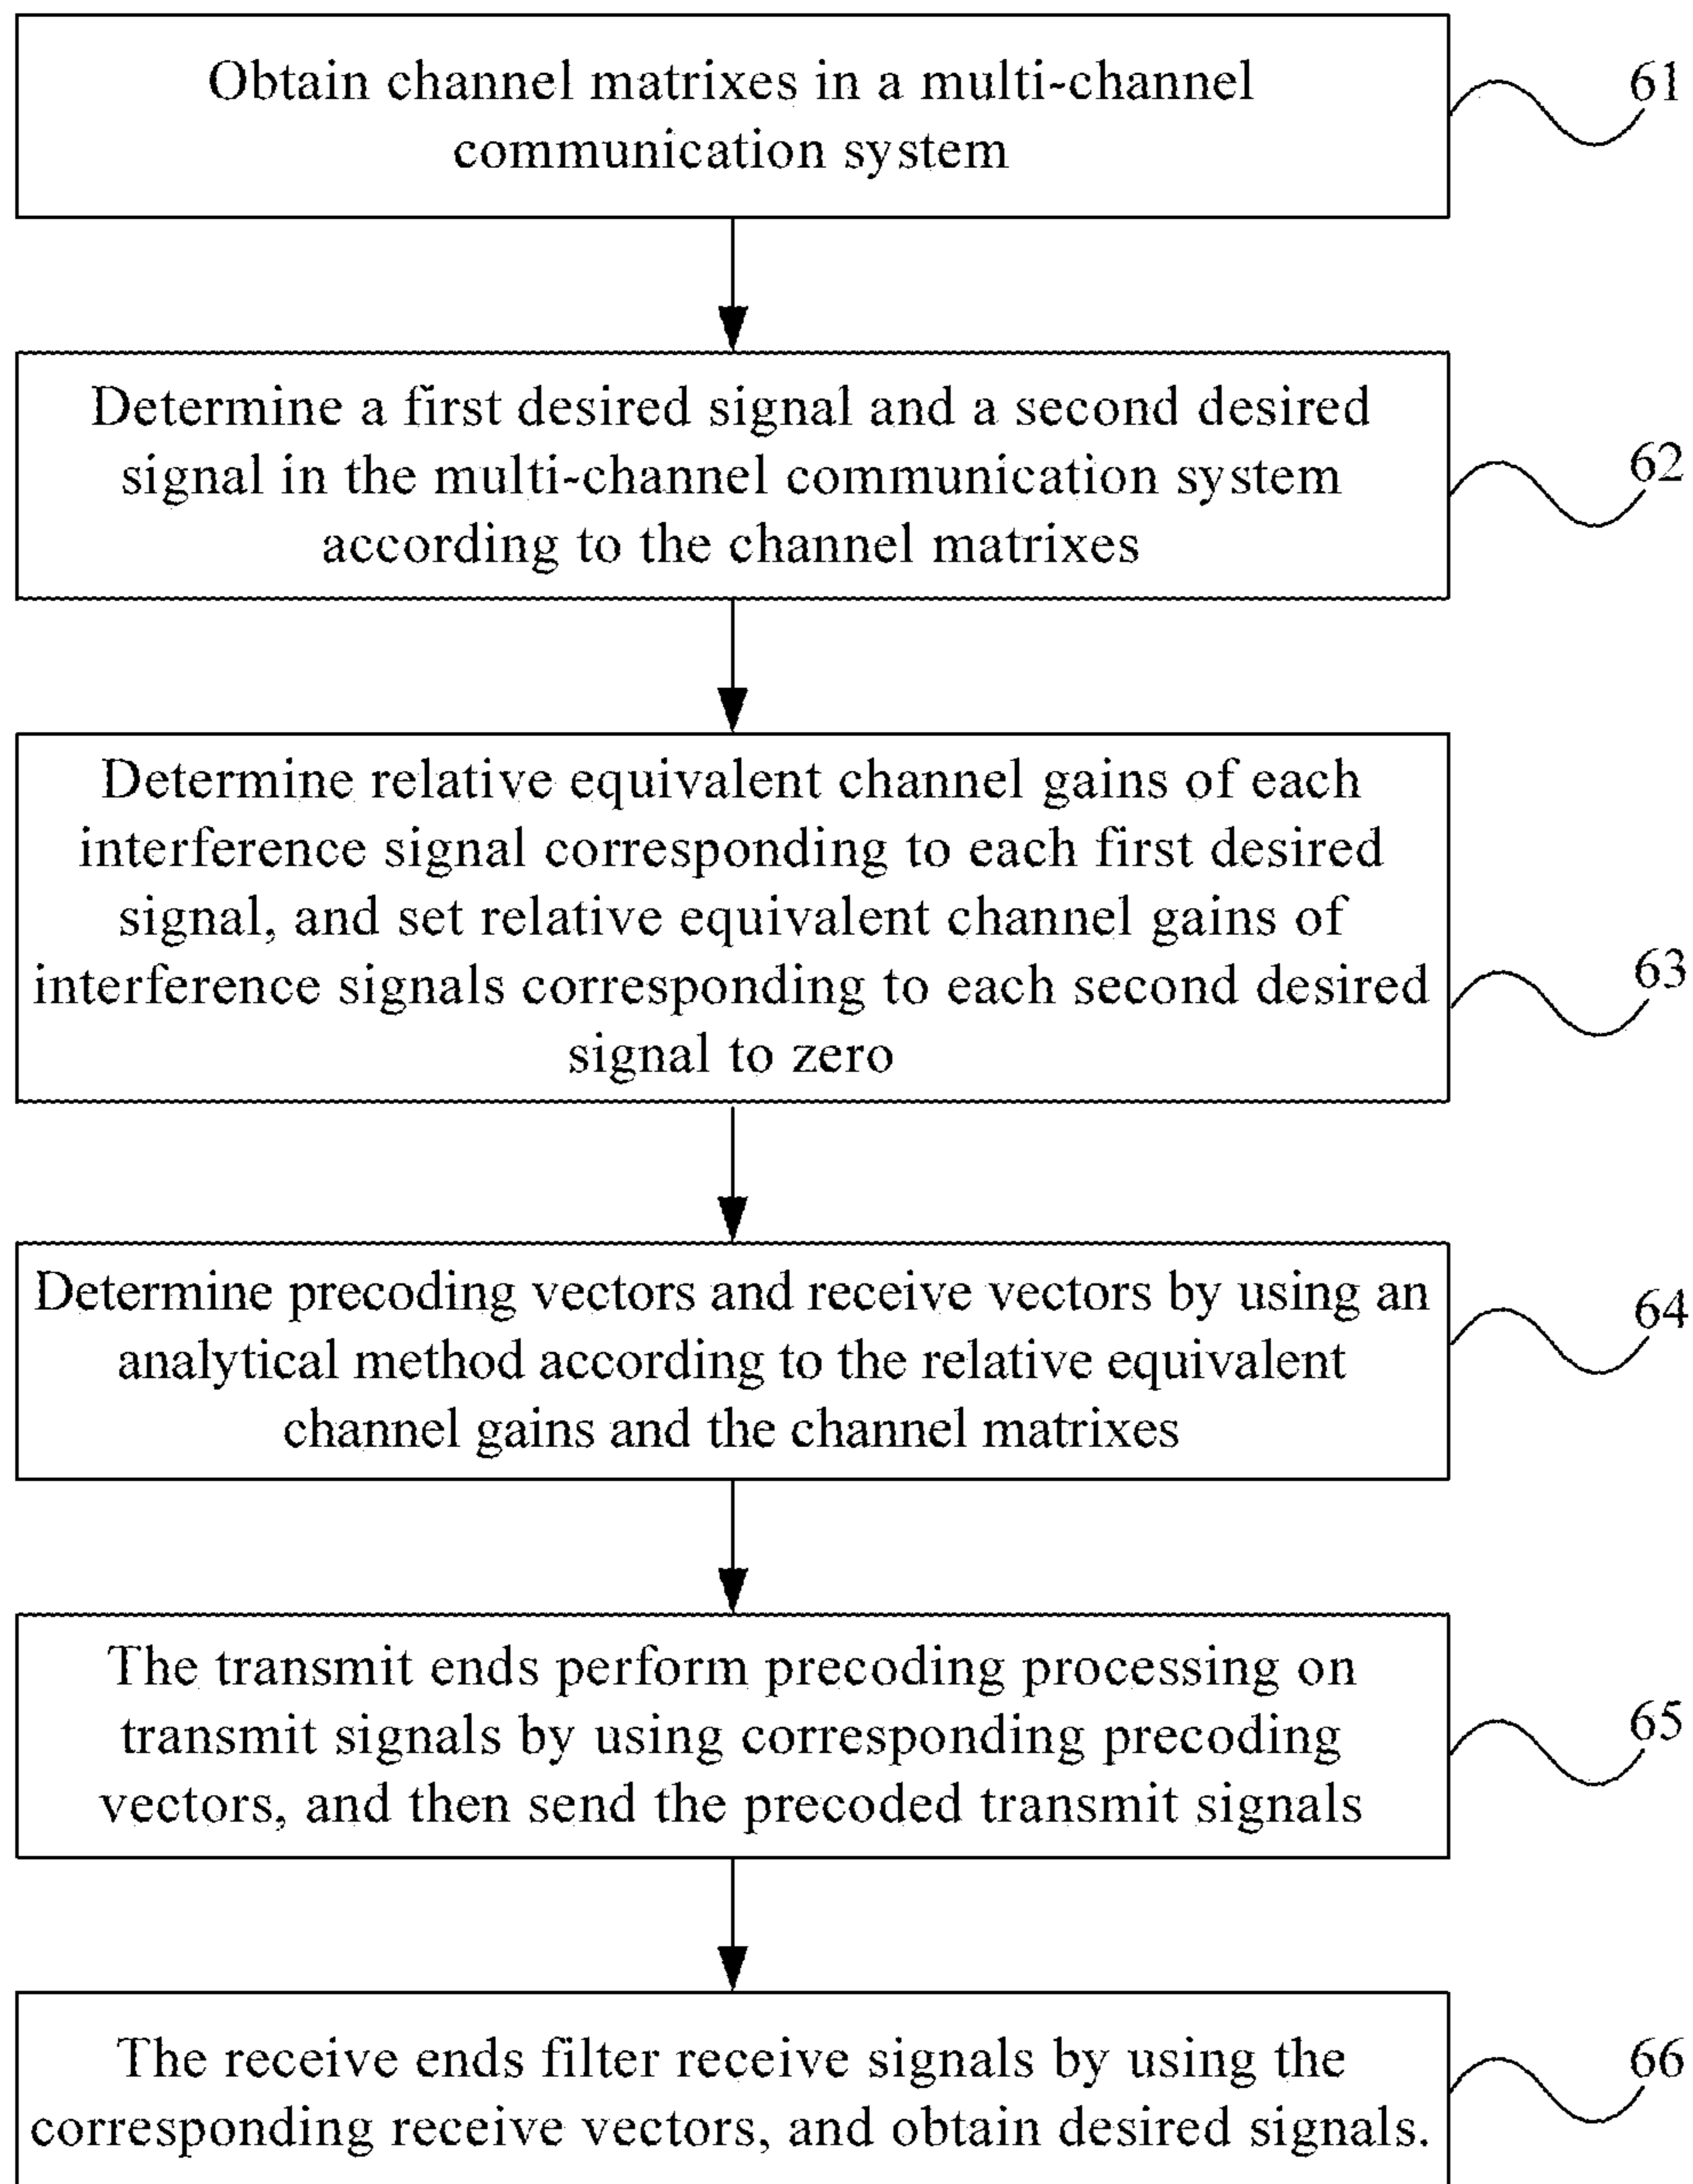 Obtain channel matrixes in a multi-channel
communication system
61
Determine a first desired signal and a second desired
signal in the multi-channel communication system
according to the channel matrixes
62
Determine relative equivalent channel gains of each
interference signal corresponding to each first desired
signal, and set relative equivalent channel gains of
interference signals corresponding to each second desired
signal to zero
63
Determine precoding vectors and receive vectors by using an
analytical method according to the relative equivalent
channel gains and the channel matrixes
64
The transmit ends perform precoding processing on
transmit signals by using corresponding precoding
vectors, and then send the precoded transmit signals
65
The receive ends filter receive signals by using the
corresponding receive vectors, and obtain desired signals.
66